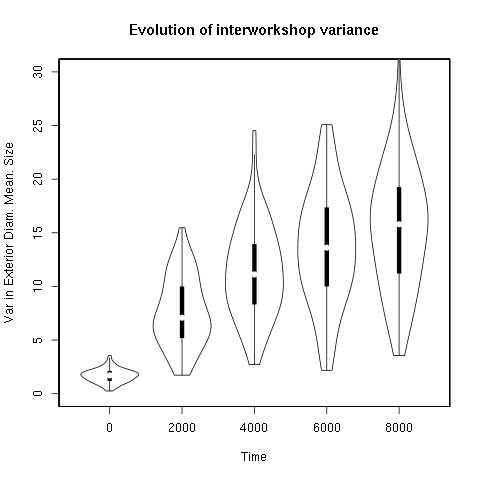 Evolution of interworkshop variance
Var in Exterior Diam. Mean. Size
30
25
20
15
10
5
0
0 2000 4000 6000 8000
Time